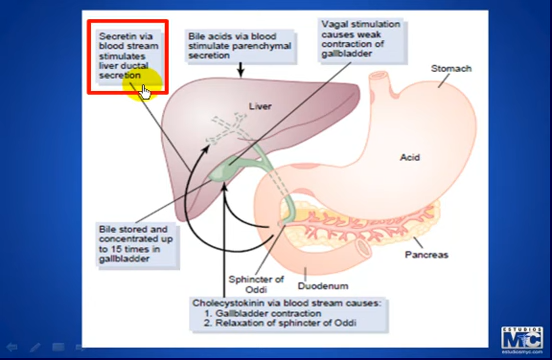 Secretin via
blood stream
stimulates
liver ductal
secretion
Bile acids via blood
stimulate parenchymal
secretion
Vagal stimulation
causes weak
contraction of
gallbladder
Stomach
Liver
Acid
Bile stored and
concentrated up
to 15 times in
gallbladder
Pancreas
Sphincter of
Oddi
Duodenum
Cholecystokinin via blood stream causes:
1. Gallbladder contraction
2. Relaxation of sphincter of Oddi
ESTUDIOS
MyC
estudiosmyc.com